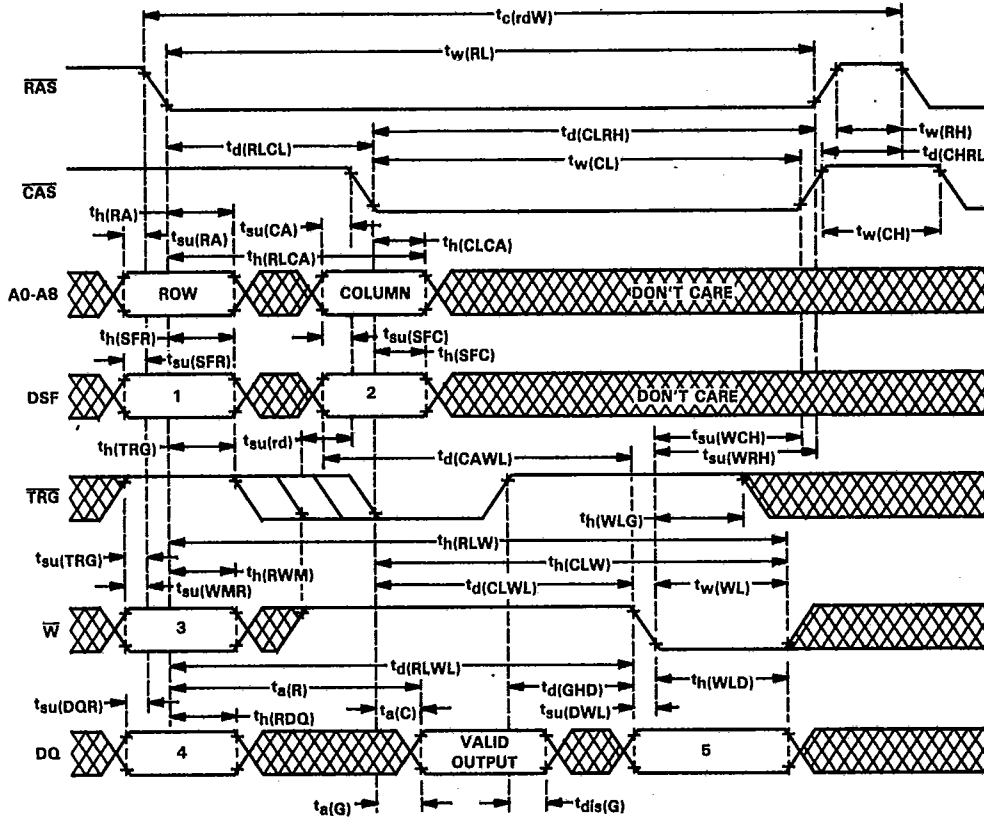 tc(rdW)
tw(RL)
RAS
tw(RH)
td(CLRH)
td(RLCL)
td(CHRL)
tw(CL)
CAS
th(RA)
tsu(CA)
tsu(RA)
th(CLCA)
tw(CH)
th(RLCA)
A0-A8 ROW COLUMN DON'T CARE
th(SFR)
tsu(SFC)
tsu(SFR)
th(SFC)
DSF 1 2 DON'T CARE
tsu(rd)
tsu(WCH)
th(TRG)
td(CAWL)
tsu(WRH)
TRG
th(WLG)
th(RLW)
tsu(TRG)
th(RWM)
th(CLW)
tsu(WMR)
td(CLWL)
tw(WL)
W 3
td(RLWL)
ta(R)
td(GHD)
th(WLD)
tsu(DQR)
th(RDQ)
ta(C)
tsu(DWL)
DQ 4 VALID OUTPUT 5
ta(G)
tdis(G)